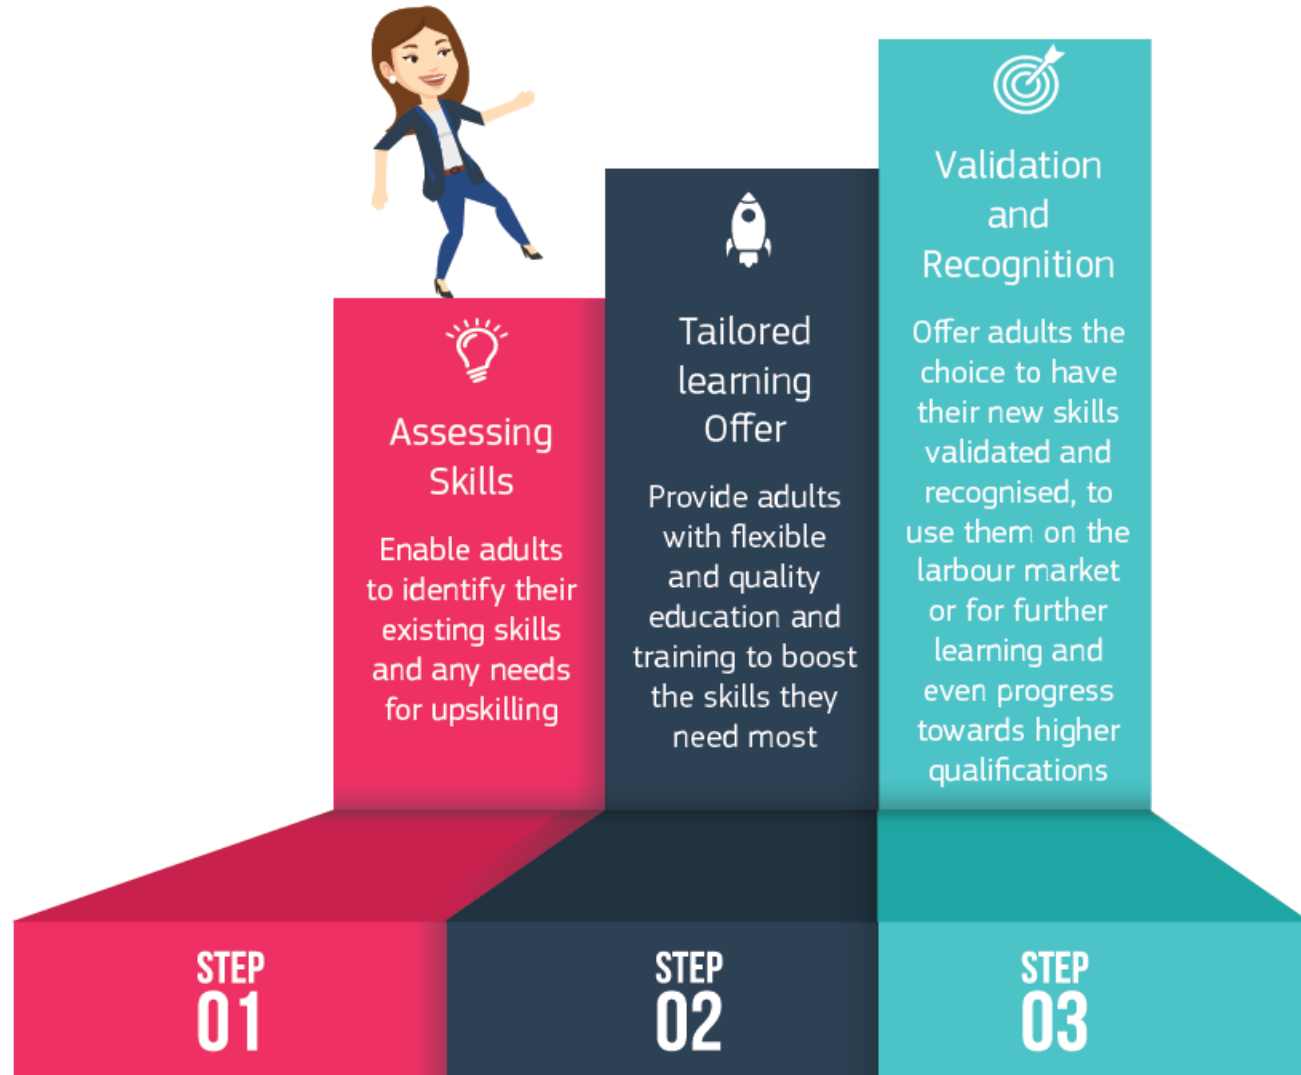 Assessing
Skills
Enable adults
to identify their
existing skills
and any needs
for upskilling
STEP
01
Tailored
learning
Offer
Provide adults
with flexible
and quality
education and
training to boost
the skills they
need most
STEP
02
Validation
and
Recognition
Offer adults the
choice to have
their new skills
validated and
recognised, to
use them on the
larbour market
or for further
learning and
even progress
towards higher
qualifications
STEP
03